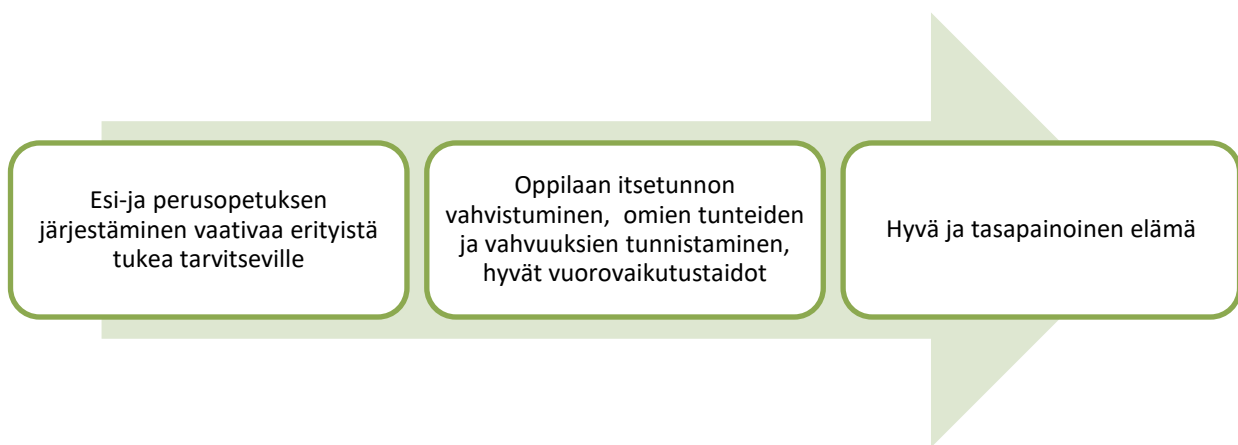 Esi-ja perusopetuksen
järjestäminen vaativaa erityistä
tukea tarvitseville
Oppilaan itsetunnon
vahvistuminen,  omien tunteiden
ja vahvuuksien tunnistaminen,
hyvät vuorovaikutustaidot
Hyvä ja tasapainoinen elämä